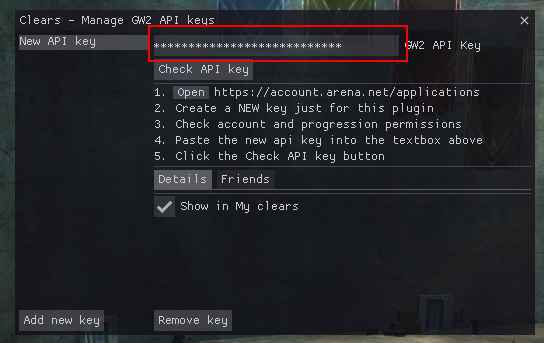 Clears - Manage GW2 API keys
New API key
*************************** GW2 API Key
Check API key
1. Open https://account.arena.net/applications
2. Create a NEW key just for this plugin
3. Check account and progression permissions
4. Paste the new api key into the textbox above
5. Click the Check API key button
Details Friends
Show in My clears
Add new key Remove key